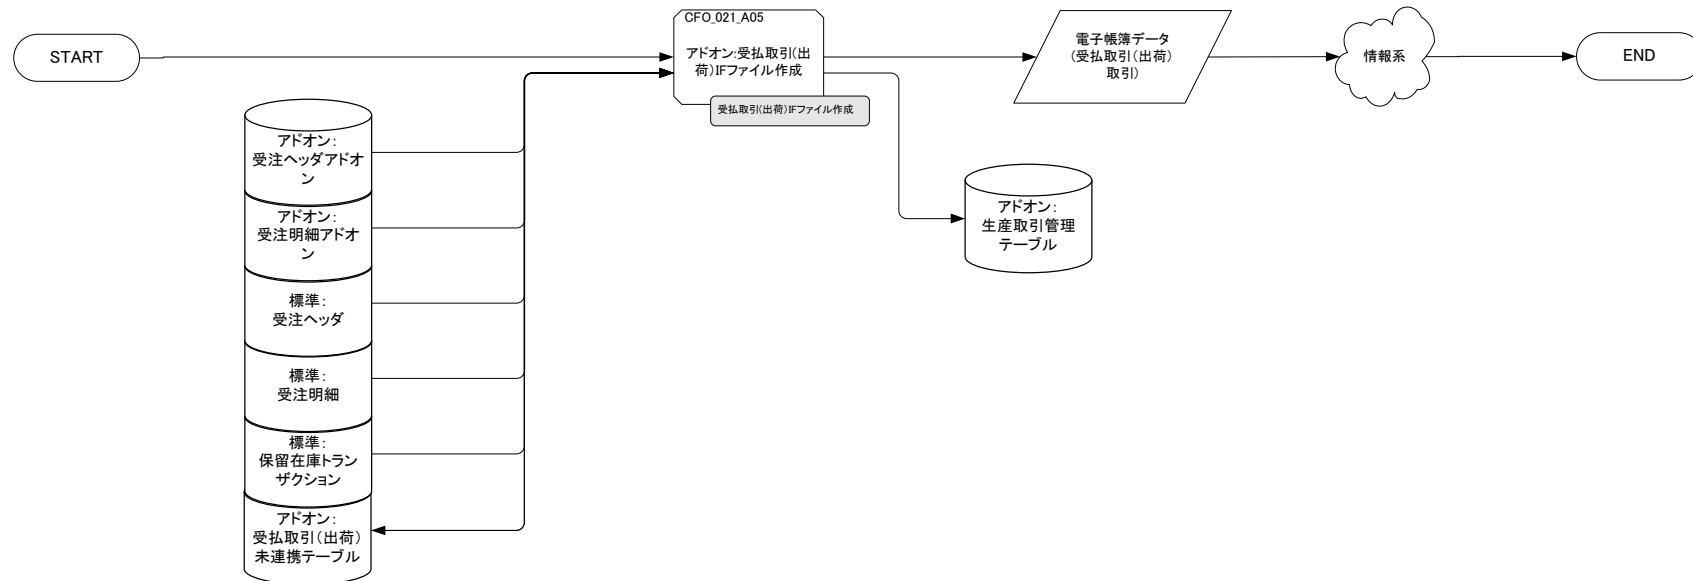 START
CFO_021_A05
アドオン:受払取引(出
荷)IFファイル作成
受払取引(出荷)IFファイル作成
電子帳簿データ
(受払取引(出荷)
取引)
情報系
END
アドオン:
受注ヘッダアドオ
ン
アドオン:
受注明細アドオ
ン
標準:
受注ヘッダ
標準:
受注明細
標準:
保留在庫トラン
ザクション
アドオン:
受払取引(出荷)
未連携テーブル
アドオン:
生産取引管理
テーブル